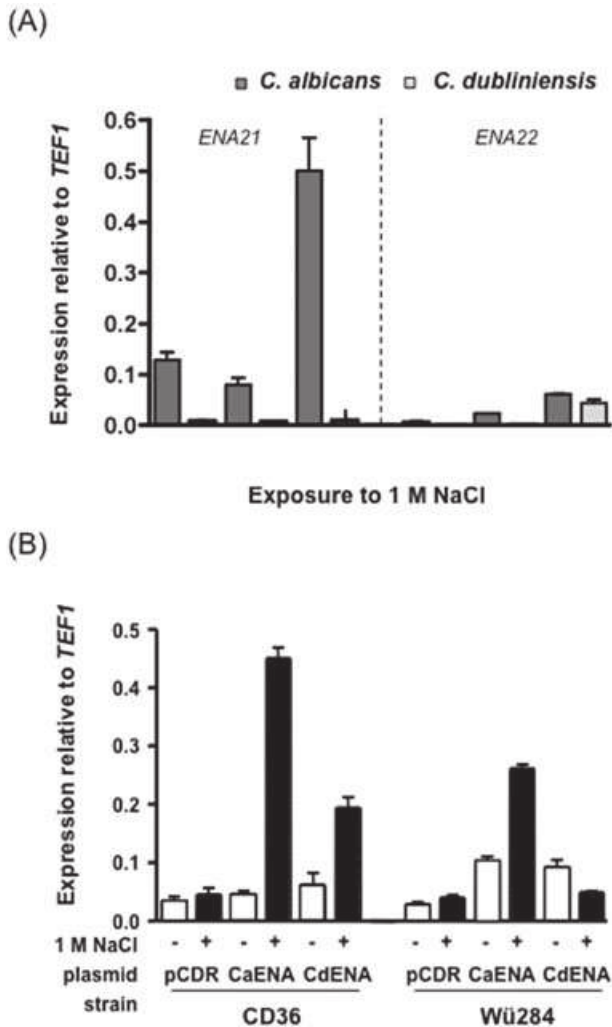 (A)
C. albicans C. dubliniensis
ENA21 ENA22
Expression relative to TEF1
0.6
0.5
0.4
0.3
0.2
0.1
0.0
Exposure to 1 M NaCl
(B)
Expression relative to TEF1
0.5
0.4
0.3
0.2
0.1
0.0
1 M NaCl - + - + - + - + - + - +
plasmid pCDR CaENA CdENA pCDR CaENA CdENA
strain CD36 Wü284